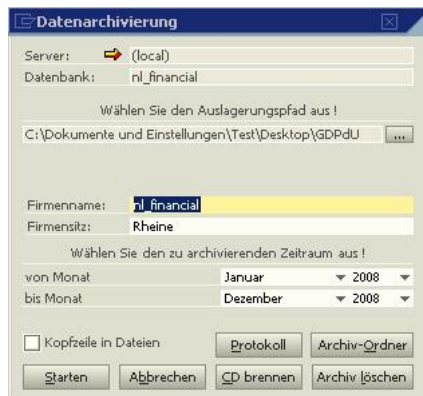 Datenarchivierung
Server: (local)
Datenbank: nl_financial
Wählen Sie den Auslagerungspfad aus !
C:\Dokumente und Einstellungen\Test\Desktop\GDPdU ...
Firmenname: nl_financial
Firmensitz: Rheine
Wählen Sie den zu archivierenden Zeitraum aus !
von Monat Januar 2008
bis Monat Dezember 2008
Kopfzeile in Dateien Protokoll Archiv-Ordner
Starten Abbrechen CD brennen Archiv löschen